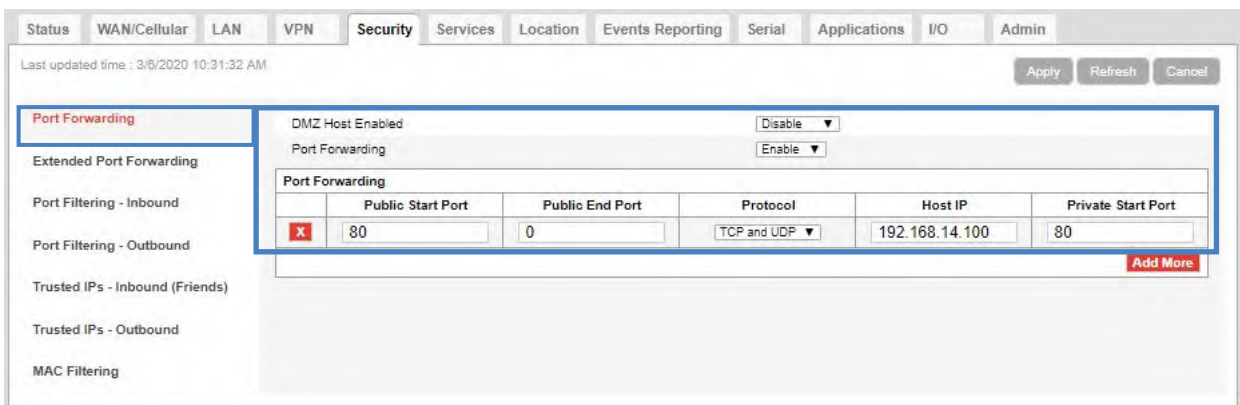 Status WAN/Cellular LAN VPN Security Services Location Events Reporting Serial Applications I/O Admin
Last updated time : 3/6/2020 10:31:32 AM
Apply Refresh Cancel
Port Forwarding
DMZ Host Enabled Disable
Port Forwarding Enable
Extended Port Forwarding
Port Forwarding
Port Filtering - Inbound
Public Start Port Public End Port Protocol Host IP Private Start Port
X 80 0 TCP and UDP 192.168.14.100 80
Port Filtering - Outbound
Add More
Trusted IPs - Inbound (Friends)
Trusted IPs - Outbound
MAC Filtering